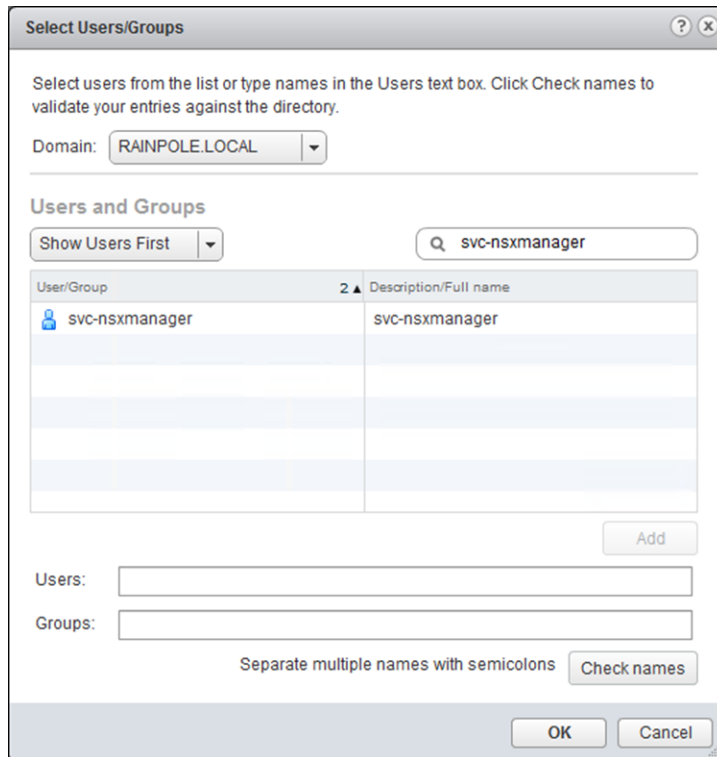 Select Users/Groups
?
x
Select users from the list or type names in the Users text box. Click Check names to
validate your entries against the directory.
Domain: RAINPOLE.LOCAL
Users and Groups
Show Users First
svc-nsxmanager
User/Group 2 Description/Full name
svc-nsxmanager svc-nsxmanager
Add
Users:
Groups:
Separate multiple names with semicolons Check names
OK Cancel